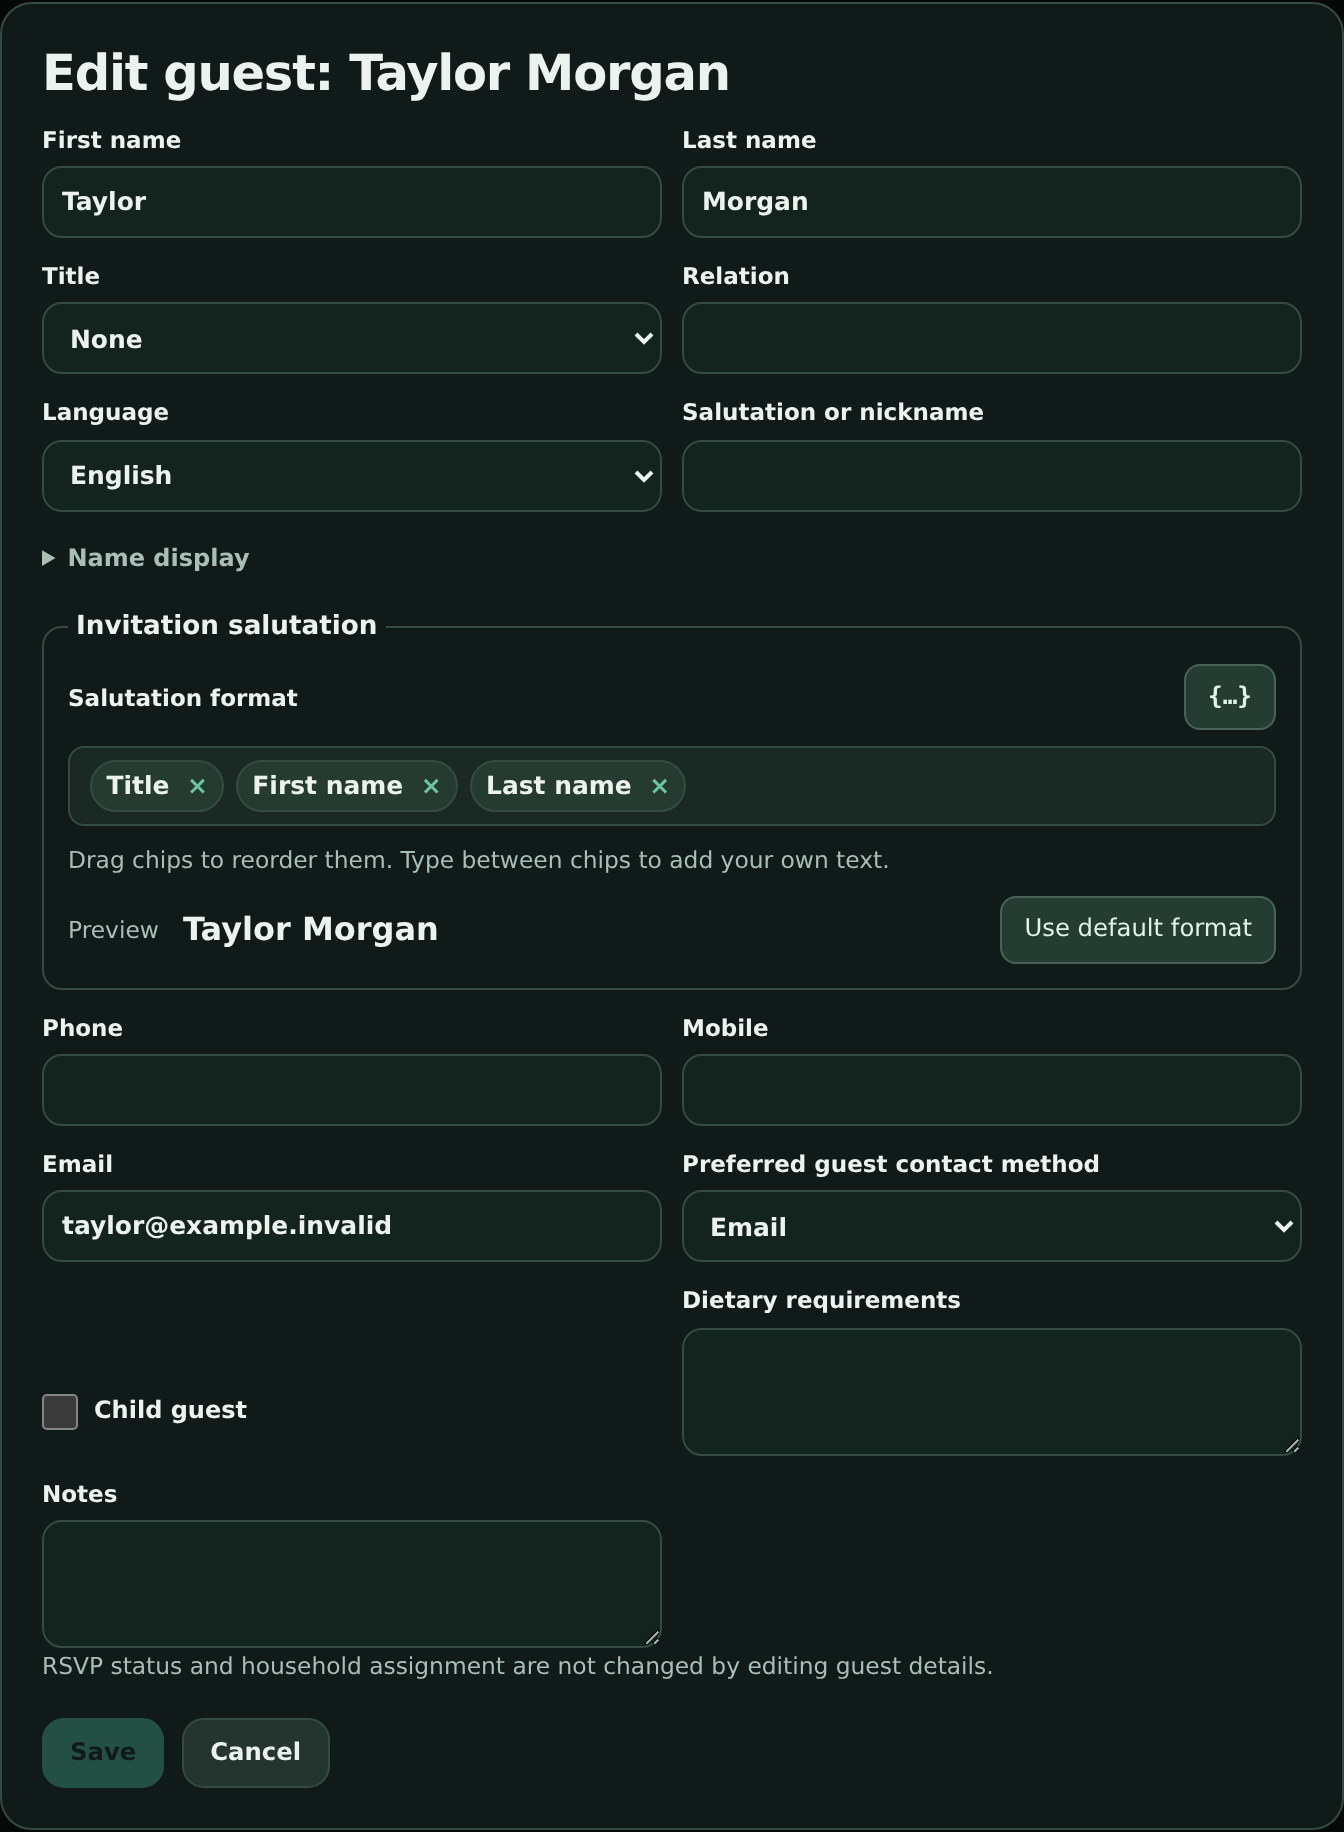 Edit guest: Taylor Morgan
First name
Last name
Taylor
Morgan
Title
Relation
None
Language
Salutation or nickname
English
Name display
Invitation salutation
Salutation format
{…}
Title ×
First name ×
Last name ×
Drag chips to reorder them. Type between chips to add your own text.
Preview
Taylor Morgan
Use default format
Phone
Mobile
Email
Preferred guest contact method
taylor@example.invalid
Email
Dietary requirements
Child guest
Notes
RSVP status and household assignment are not changed by editing guest details.
Save
Cancel